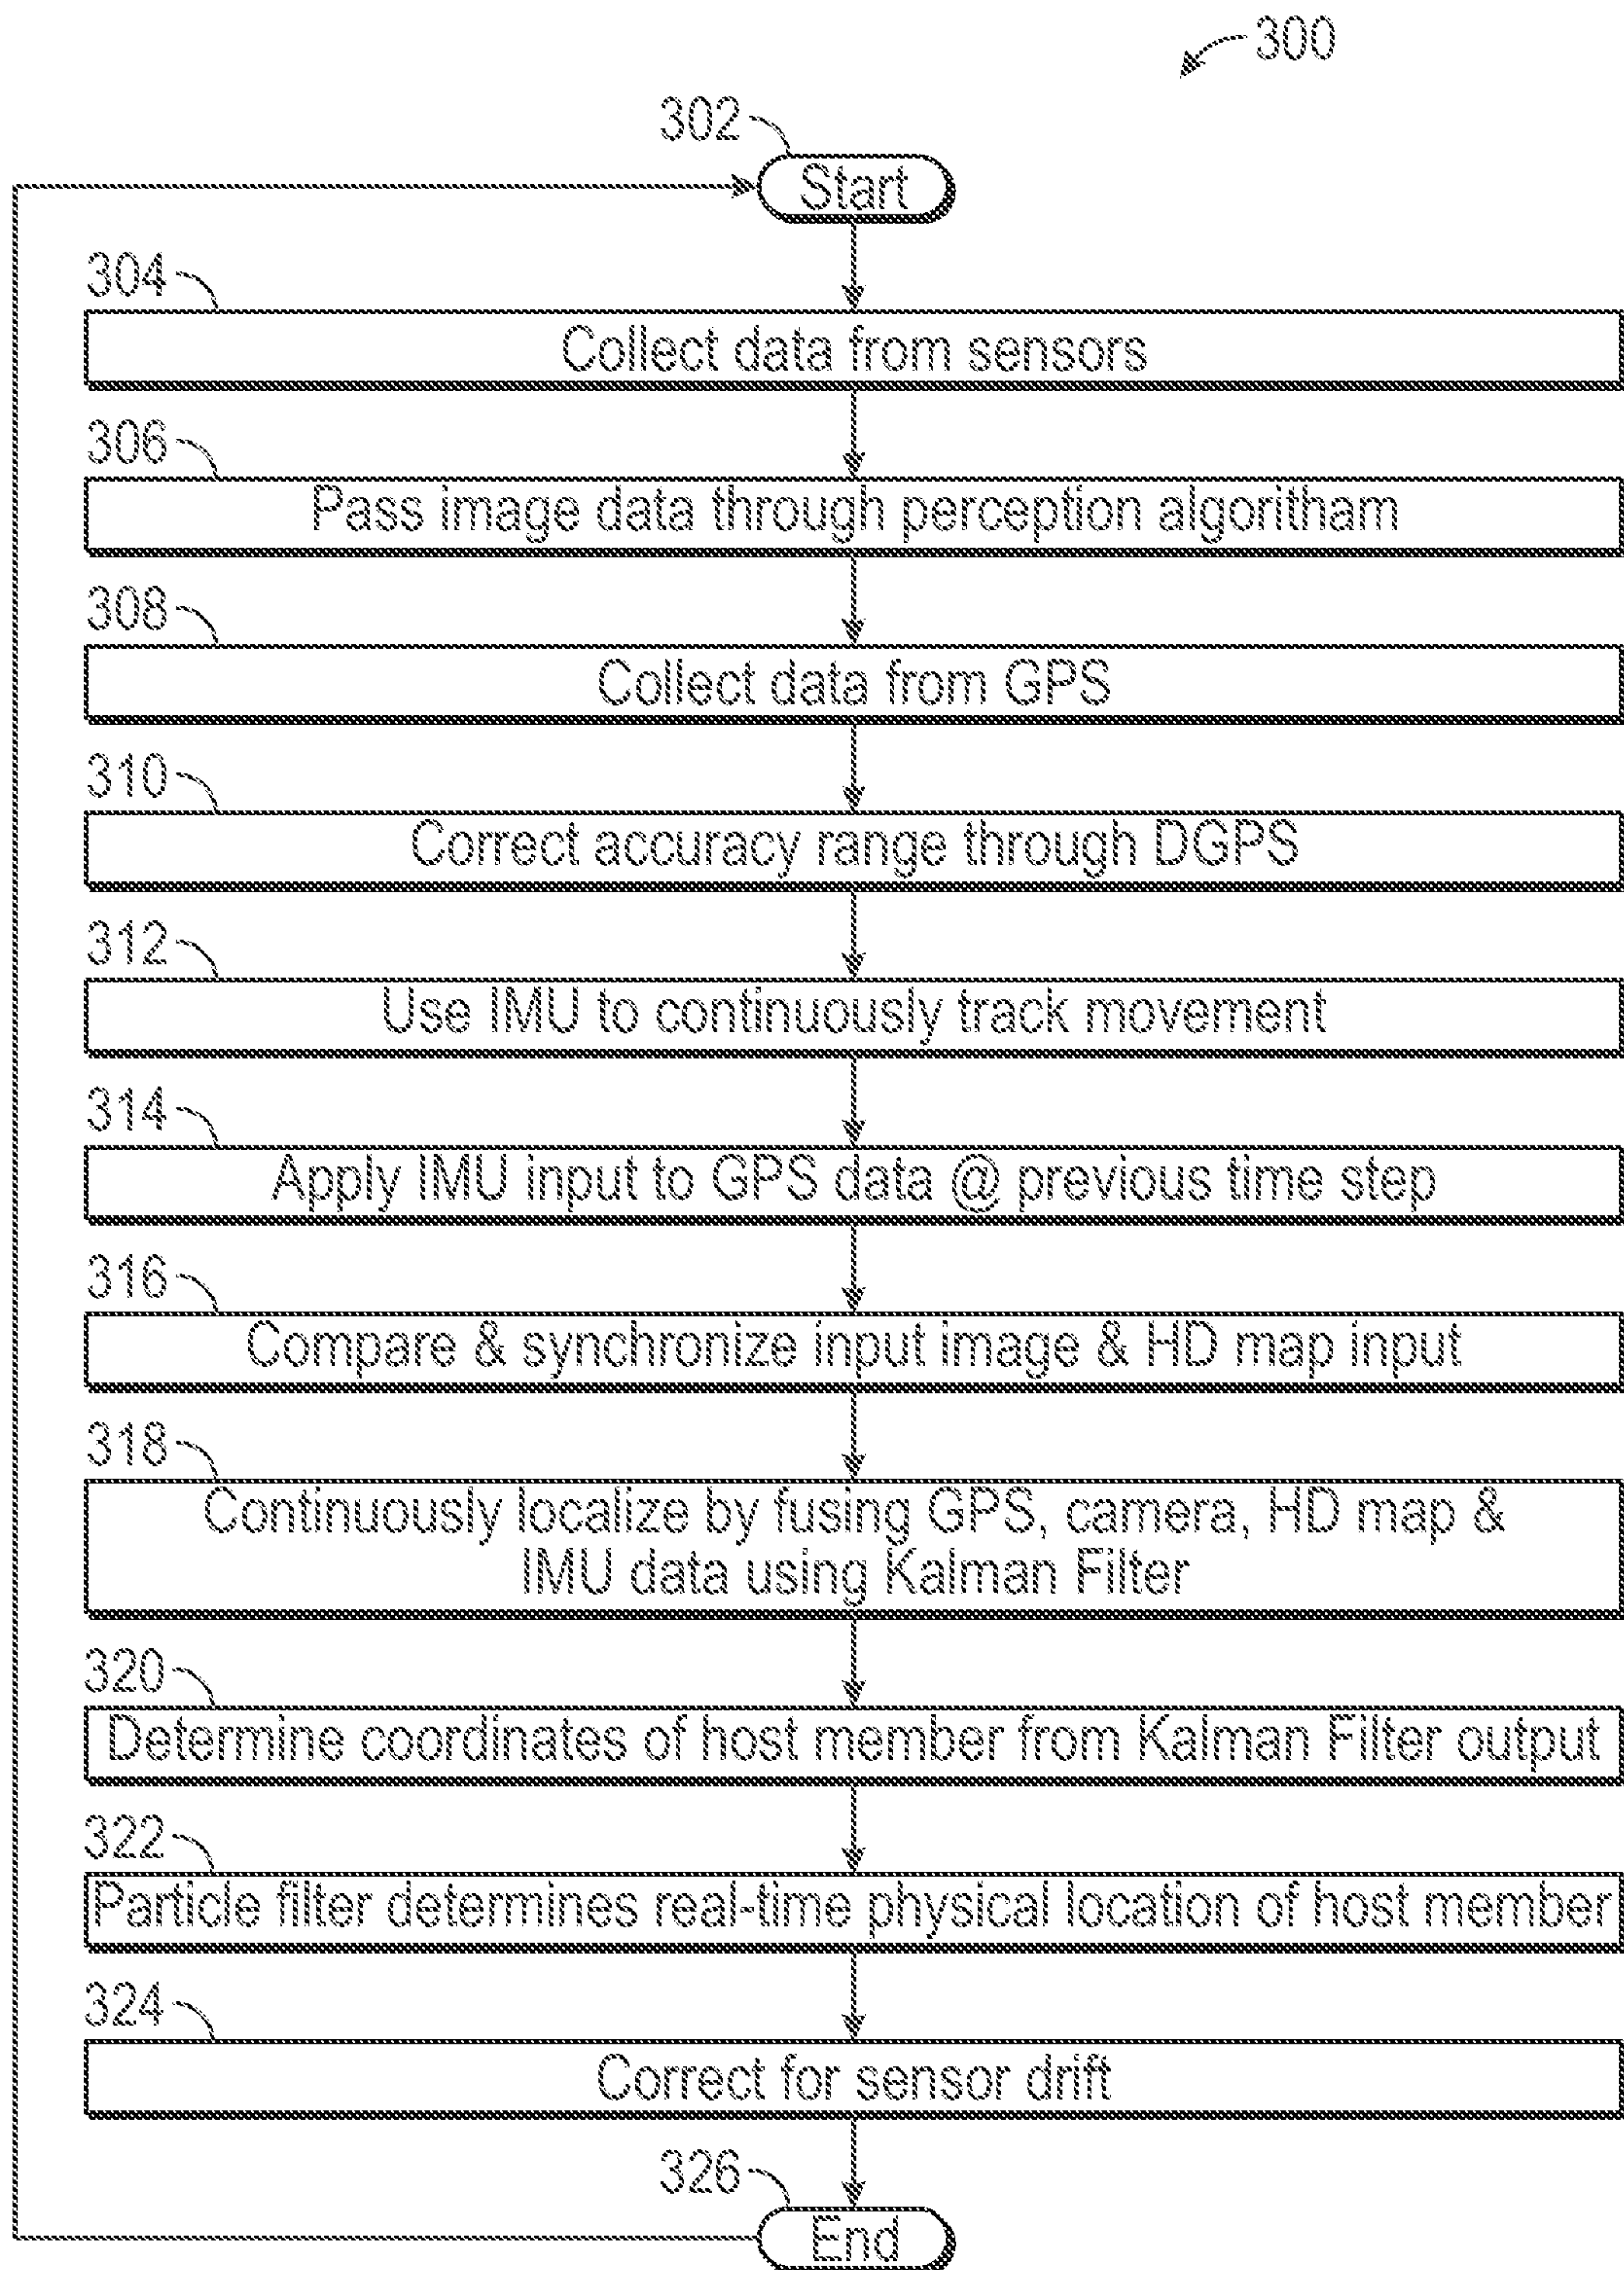 300
302
Start
304
Collect data from sensors
306
Pass image data through perception algoritham
308
Collect data from GPS
310
Correct accuracy range through DGPS
312
Use IMU to continuously track movement
314
Apply IMU input to GPS data @ previous time step
316
Compare & synchronize input image & HD map input
318
Continuously localize by fusing GPS, camera, HD map &
IMU data using Kalman Filter
320
Determine coordinates of host member from Kalman Filter output
322
Particle filter determines real-time physical location of host member
324
Correct for sensor drift
326
End